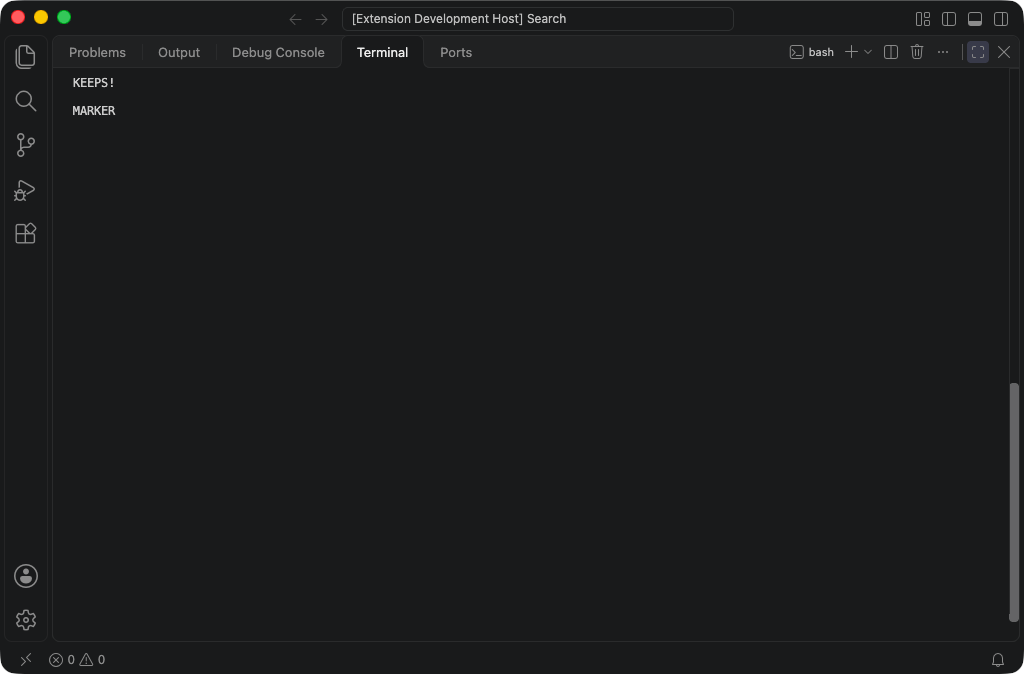 [Extension Development Host] Search
Problems
Output
Debug Console
Terminal
Ports
bash
KEEPS!
MARKER
0
0